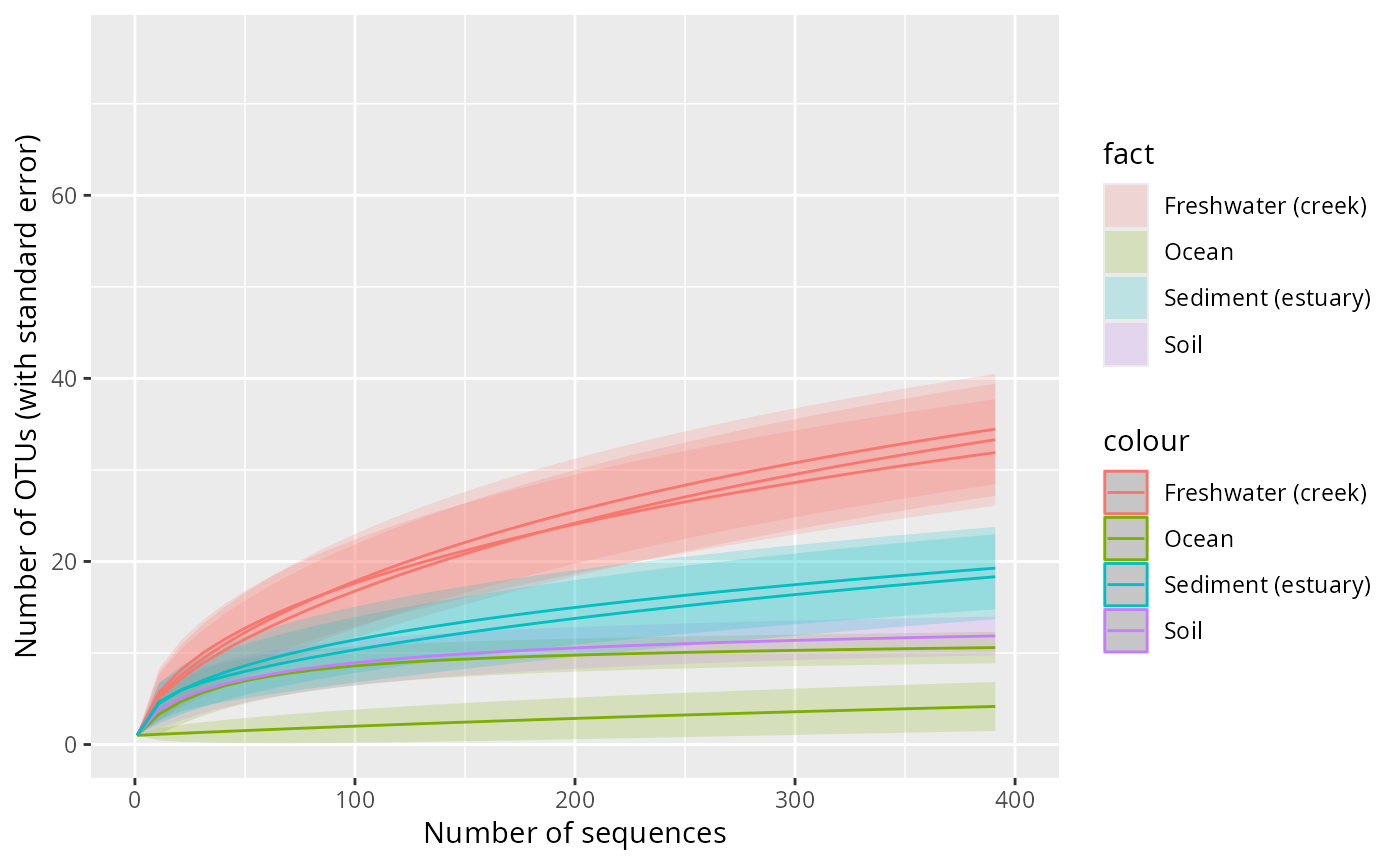 Number of OTUs (with standard error)
60
40
20
0
0 100 200 300 400
Number of sequences
fact
Freshwater (creek)
Ocean
Sediment (estuary)
Soil
colour
Freshwater (creek)
Ocean
Sediment (estuary)
Soil